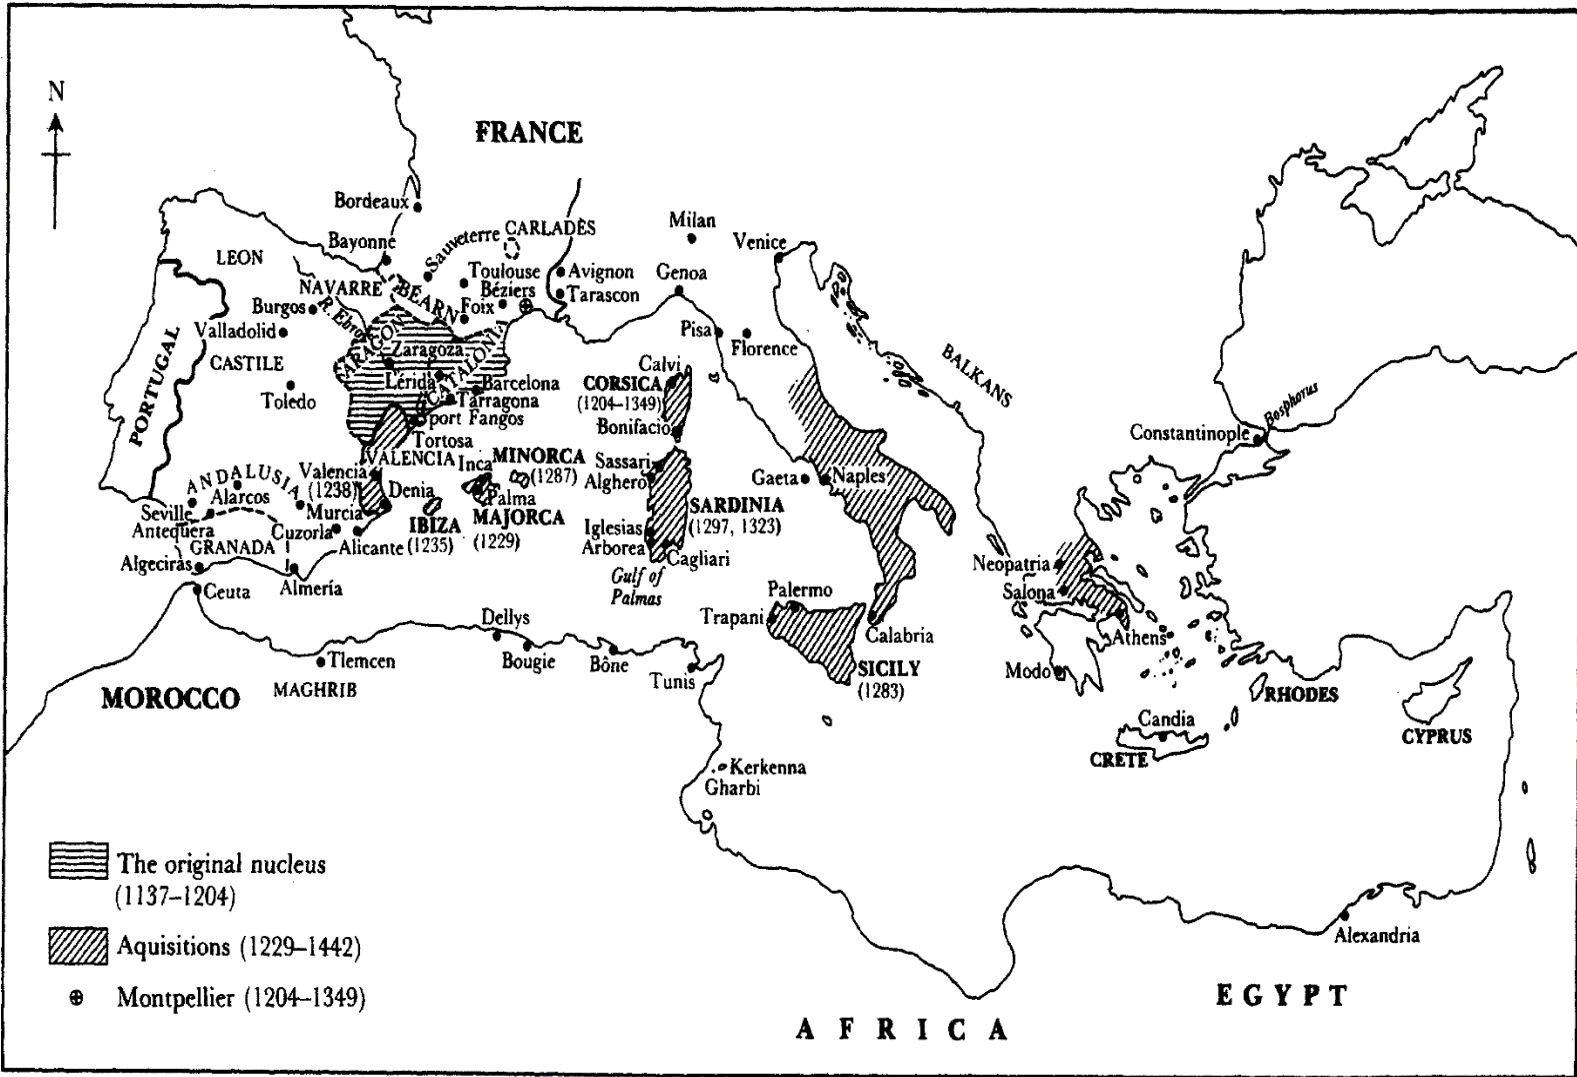 N
FRANCE
Bordeaux
Milan
Sauveterre
CARLADÈS
Bayonne
Venice
LEON
Toulouse
Avignon
Genoa
NAVARRE
BÉARN
Béziers
Tarascon
Burgos
R. Ebro
Foix
Valladolid
ARAGON
Pisa
Florence
PORTUGAL
CASTILE
Zaragoza
CATALONIA
Calvi
BALKANS
Toledo
Lérida
Barcelona
CORSICA
(1204–1349)
Tarragona
Bosphorus
port Fangos
Bonifacio
Constantinople
Tortosa
VALENCIA
Inca
MINORCA
(1287)
Sassari
ANDALUSIA
Valencia
(1238)
Alghero
Gaeta
Naples
Alarcos
Denia
Palma
SARDINIA
(1297, 1323)
Seville
Murcia
IBIZA
(1235)
MAJORCA
(1229)
Iglesias
Antequera
Cuzorla
Arborea
GRANADA
Alicante
Cagliari
Neopatria
Algeciras
Gulf of
Palmas
Almería
Ceuta
Palermo
Salona
Dellys
Trapani
Calabria
Athens
Tlemcen
Bougie
Bône
Tunis
SICILY
(1283)
Modo
MOROCCO
MAGHRIB
RHODES
Candia
CYPRUS
CRETE
Kerkenna
Gharbi
The original nucleus
(1137–1204)
Aquisitions (1229–1442)
Montpellier (1204–1349)
Alexandria
EGYPT
AFRICA